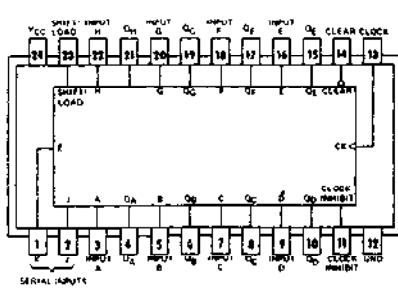 VCC SHIFT/ LOAD INPUT H QH INPUT G QG INPUT F QF INPUT E QE CLEAR CLOCK
24 23 22 21 20 19 18 17 16 15 14 13
SHIFT/ LOAD H QH G QG F QF E QE CLEAR
K CK
J A QA B QB C QC D QD CLOCK INHIBIT
1 2 3 4 5 6 7 8 9 10 11 12
K J INPUT A QA INPUT B QB INPUT C QC INPUT D QD CLOCK INHIBIT GND
SERIAL INPUTS